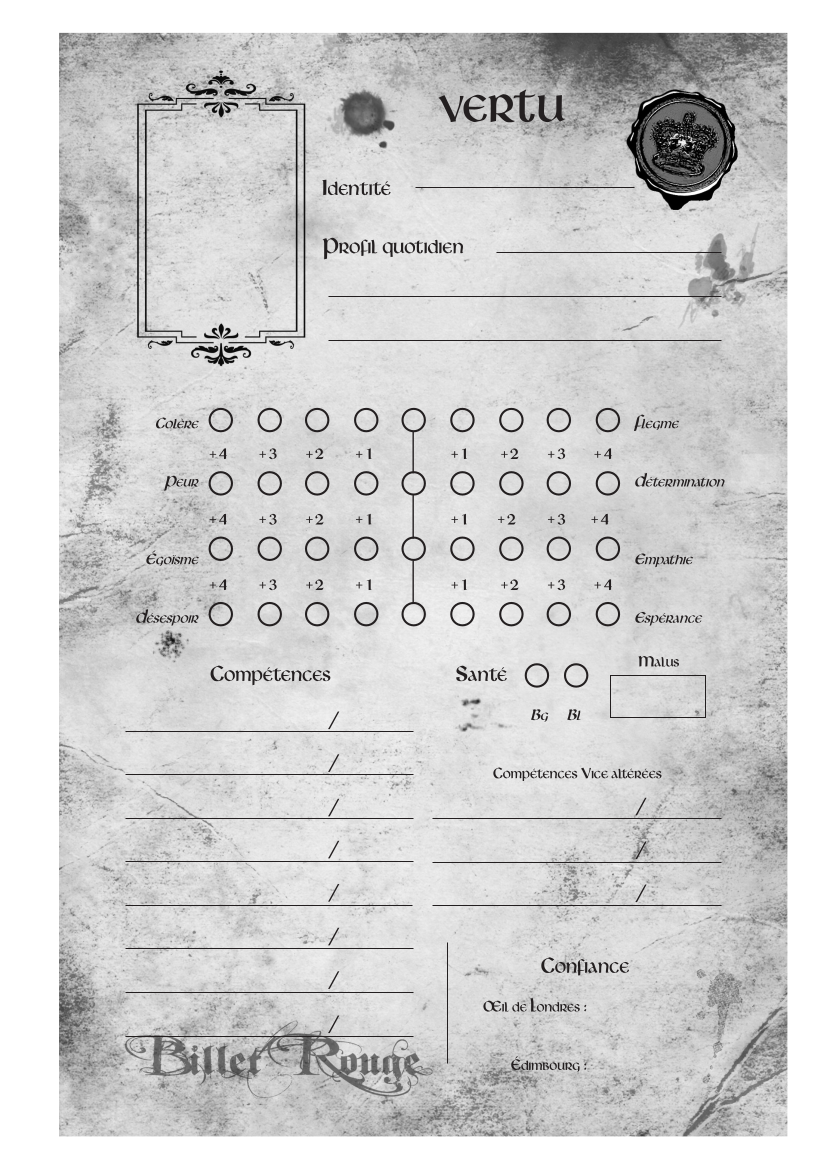 Vertu
Identité
Profil quotidien
Colère Flegme
+4 +3 +2 +1 +1 +2 +3 +4
Peur Détermination
+4 +3 +2 +1 +1 +2 +3 +4
Égoïsme Empathie
+4 +3 +2 +1 +1 +2 +3 +4
Désespoir Espérance
Compétences
/
/
/
/
/
/
/
/
Santé
Bg Bl
Malus
Compétences Vice altérées
/
/
/
Confiance
Œil de Londres :
Édimbourg :
Billet Rouge